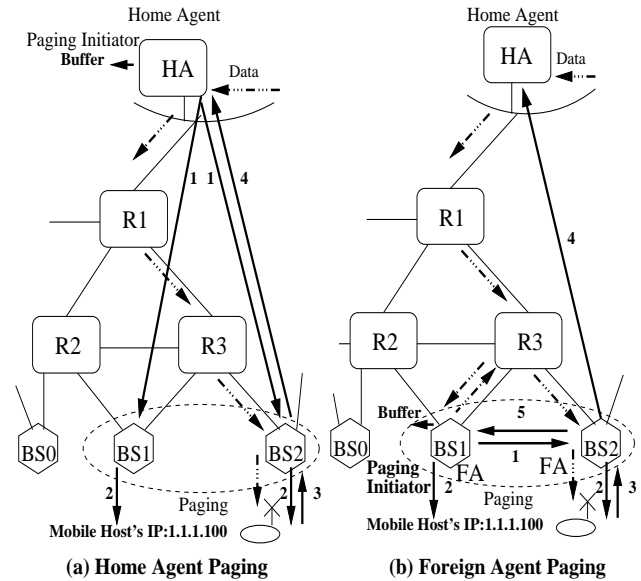 Home Agent
Paging Initiator
Buffer
HA
Data
1 1 4
R1
R2
R3
BS0
BS1
BS2
2
Paging
2
3
Mobile Host's IP:1.1.1.100
(a) Home Agent Paging
Home Agent
HA
Data
R1
4
R2
R3
Buffer
5
BS0
BS1
1
BS2
Paging
Initiator
FA
FA
2
Paging
2
3
Mobile Host's IP:1.1.1.100
(b) Foreign Agent Paging